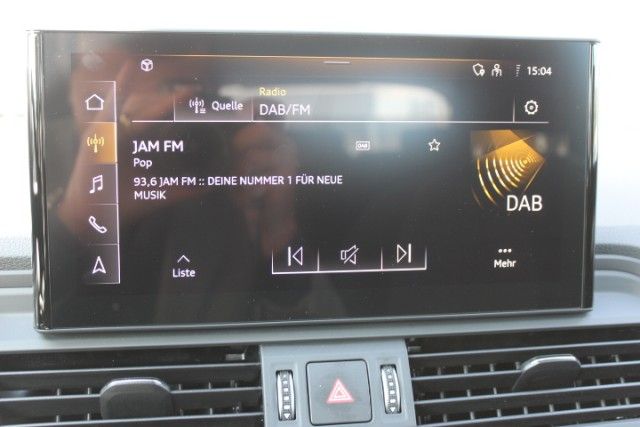 15:04
Radio
Quelle
DAB/FM
JAM FM
DAB
Pop
93,6 JAM FM :: DEINE NUMMER 1 FÜR NEUE
MUSIK
DAB
Liste
Mehr